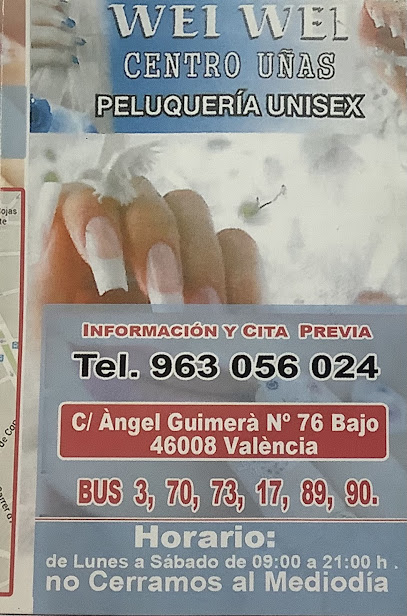 WEI WEI
CENTRO UÑAS
PELUQUERÍA UNISEX
INFORMACIÓN Y CITA PREVIA
Tel. 963 056 024
C/ Àngel Guimerà Nº 76 Bajo
46008 València
BUS 3, 70, 73, 17, 89, 90.
Horario:
de Lunes a Sábado de 09:00 a 21:00 h .
no Cerramos al Mediodía